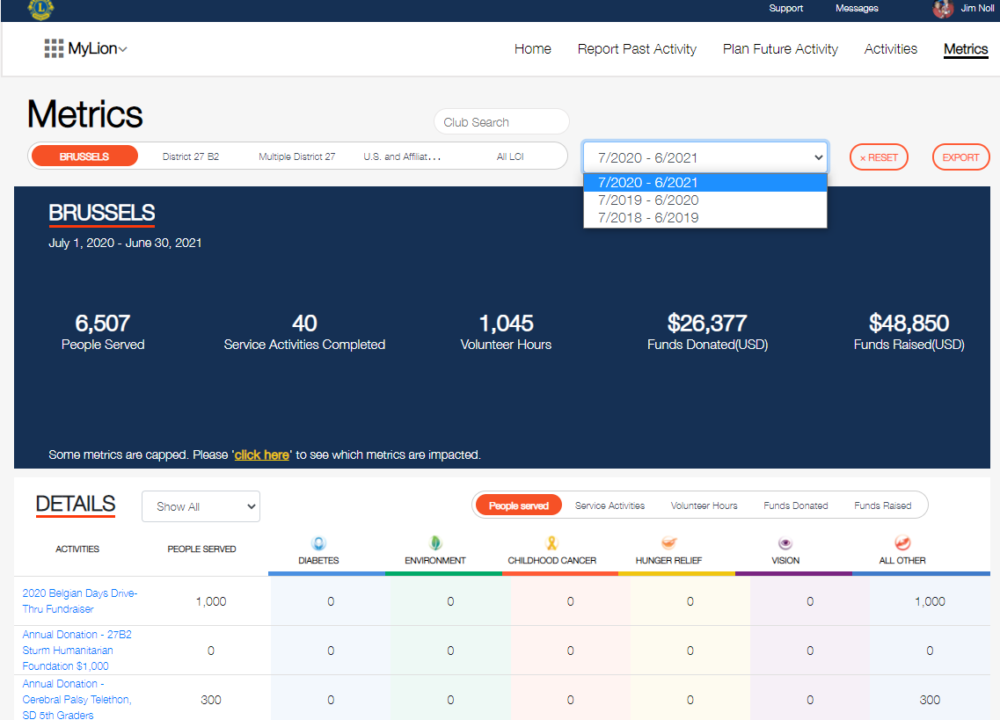 L
Support Messages Jim Noll
MyLion Home Report Past Activity Plan Future Activity Activities Metrics
Metrics
Club Search
BRUSSELS District 27 B2 Multiple District 27 U.S. and Affiliat... All LCI
7/2020 - 6/2021
× RESET EXPORT
7/2020 - 6/2021
7/2019 - 6/2020
7/2018 - 6/2019
BRUSSELS
July 1, 2020 - June 30, 2021
6,507 40 1,045 $26,377 $48,850
People Served Service Activities Completed Volunteer Hours Funds Donated(USD) Funds Raised(USD)
Some metrics are capped. Please 'click here' to see which metrics are impacted.
DETAILS Show All People served Service Activities Volunteer Hours Funds Donated Funds Raised
ACTIVITIES PEOPLE SERVED DIABETES ENVIRONMENT CHILDHOOD CANCER HUNGER RELIEF VISION ALL OTHER
2020 Belgian Days Drive-
Thru Fundraiser
1,000 0 0 0 0 0 1,000
Annual Donation - 27B2
Sturm Humanitarian
Foundation $1,000
0 0 0 0 0 0 0
Annual Donation -
Cerebral Palsy Telethon,
SD 5th Graders
300 0 0 0 0 0 300